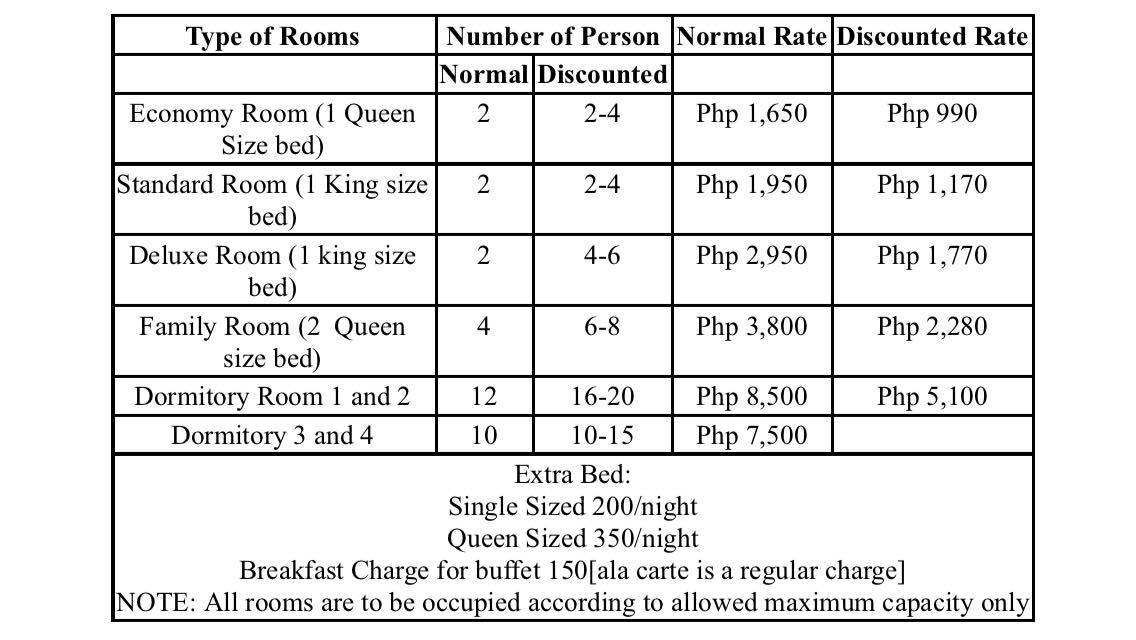 Type of Rooms Number of Person Normal Rate Discounted Rate
Normal Discounted
Economy Room (1 Queen Size bed) 2 2-4 Php 1,650 Php 990
Standard Room (1 King size bed) 2 2-4 Php 1,950 Php 1,170
Deluxe Room (1 king size bed) 2 4-6 Php 2,950 Php 1,770
Family Room (2 Queen size bed) 4 6-8 Php 3,800 Php 2,280
Dormitory Room 1 and 2 12 16-20 Php 8,500 Php 5,100
Dormitory 3 and 4 10 10-15 Php 7,500
Extra Bed:
Single Sized 200/night
Queen Sized 350/night
Breakfast Charge for buffet 150[ala carte is a regular charge]
NOTE: All rooms are to be occupied according to allowed maximum capacity only